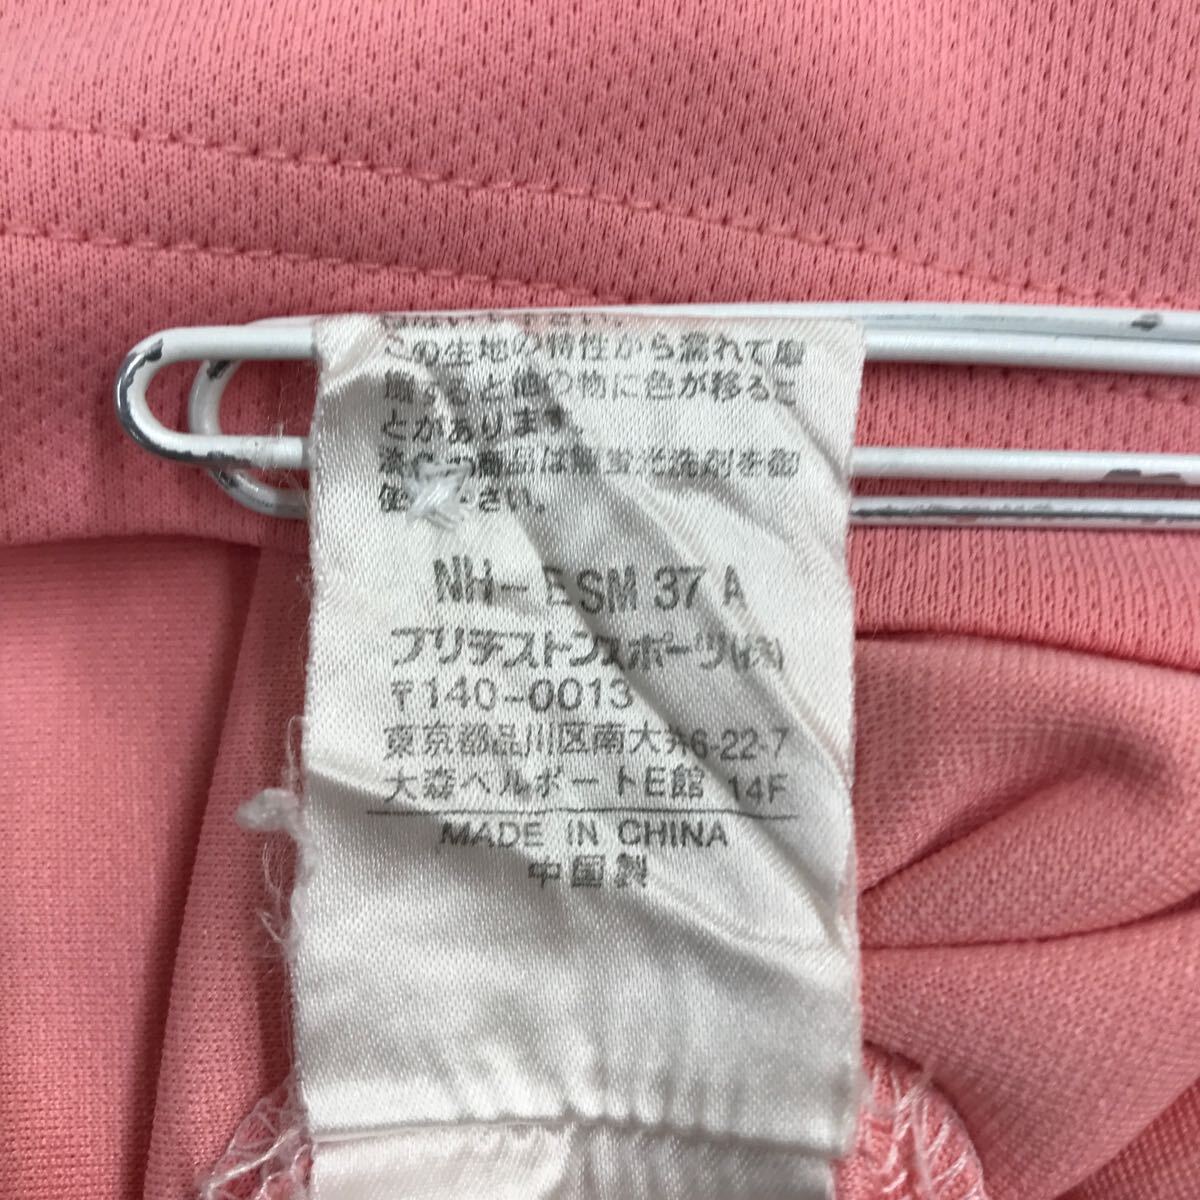 この生地の特性から濡れて摩
擦すると他の物に色が移るこ
とがあります。
下さい。
NH-ESM 37 A
ブリヂストンスポーツ(株)
〒140-0013
東京都品川区南大井6-22-7
大森ベルポートE館 14F
MADE IN CHINA
中国製